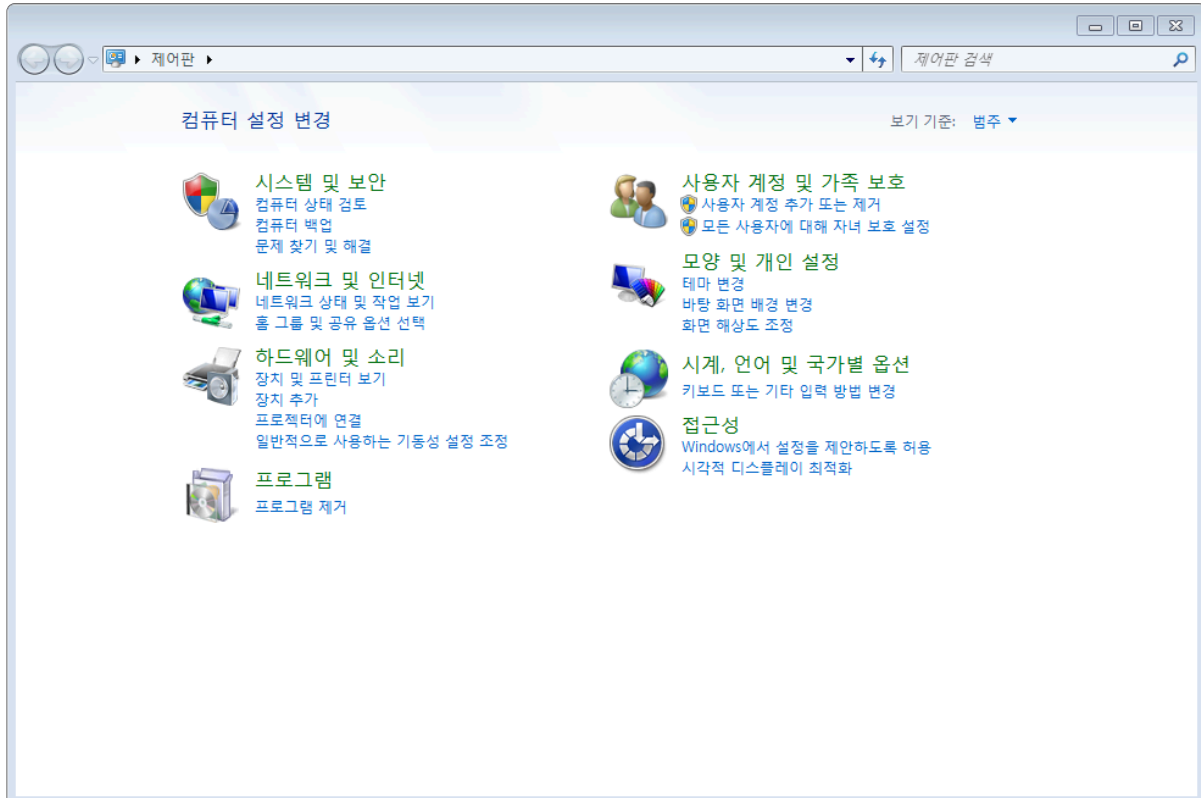 제어판
제어판 검색
컴퓨터 설정 변경
보기 기준: 범주
시스템 및 보안
컴퓨터 상태 검토
컴퓨터 백업
문제 찾기 및 해결
네트워크 및 인터넷
네트워크 상태 및 작업 보기
홈 그룹 및 공유 옵션 선택
하드웨어 및 소리
장치 및 프린터 보기
장치 추가
프로젝터에 연결
일반적으로 사용하는 기동성 설정 조정
프로그램
프로그램 제거
사용자 계정 및 가족 보호
사용자 계정 추가 또는 제거
모든 사용자에 대해 자녀 보호 설정
모양 및 개인 설정
테마 변경
바탕 화면 배경 변경
화면 해상도 조정
시계, 언어 및 국가별 옵션
키보드 또는 기타 입력 방법 변경
접근성
Windows에서 설정을 제안하도록 허용
시각적 디스플레이 최적화